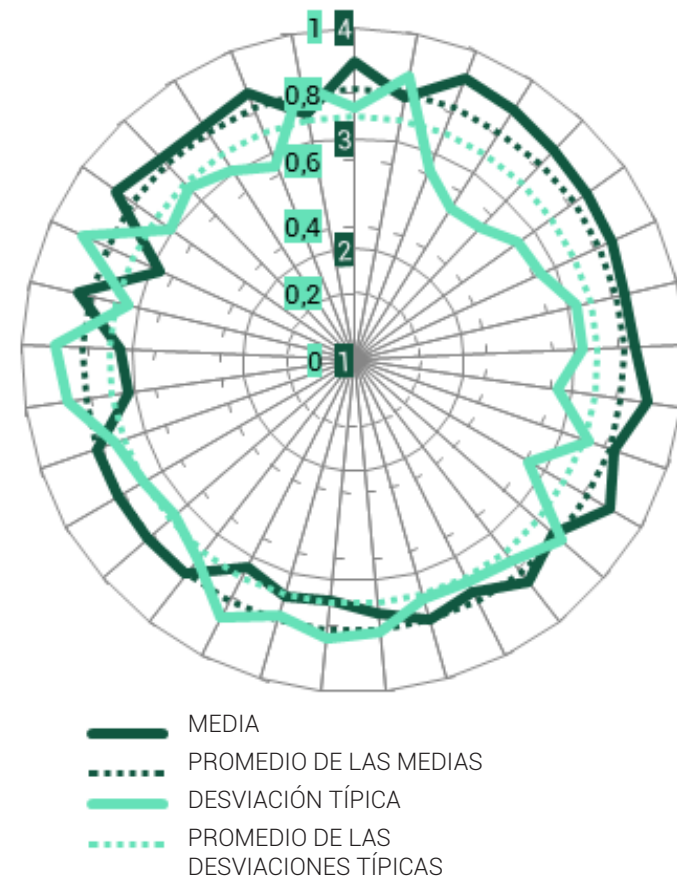 1 4
0,8
3
0,6
0,4
2
0,2
0 1
MEDIA
PROMEDIO DE LAS MEDIAS
DESVIACIÓN TÍPICA
PROMEDIO DE LAS
DESVIACIONES TÍPICAS